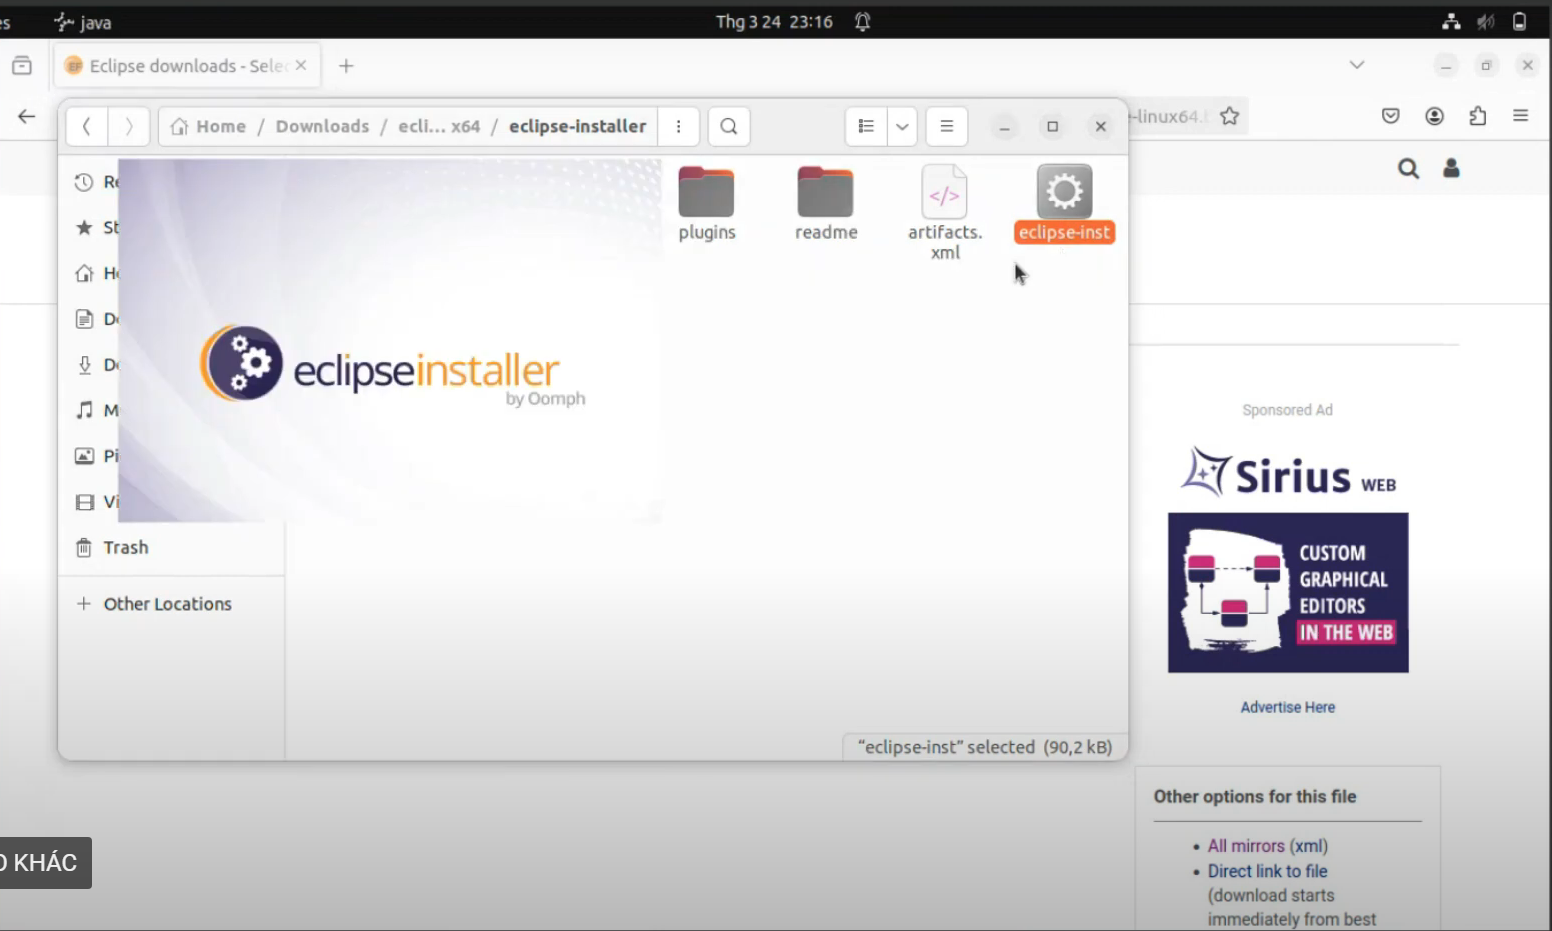 es
java
Thg 3 24 23:16
Eclipse downloads - Selec
-linux64.
Home / Downloads / ecli... x64 / eclipse-installer
Re
St
Ho
Do
Do
M
Pi
Vi
Trash
Other Locations
plugins
readme
artifacts.
xml
eclipse-inst
eclipseinstaller
by Oomph
"eclipse-inst" selected (90,2 kB)
Sponsored Ad
Sirius WEB
CUSTOM
GRAPHICAL
EDITORS
IN THE WEB
Advertise Here
Other options for this file
All mirrors (xml)
Direct link to file
(download starts
immediately from best
KHÁC